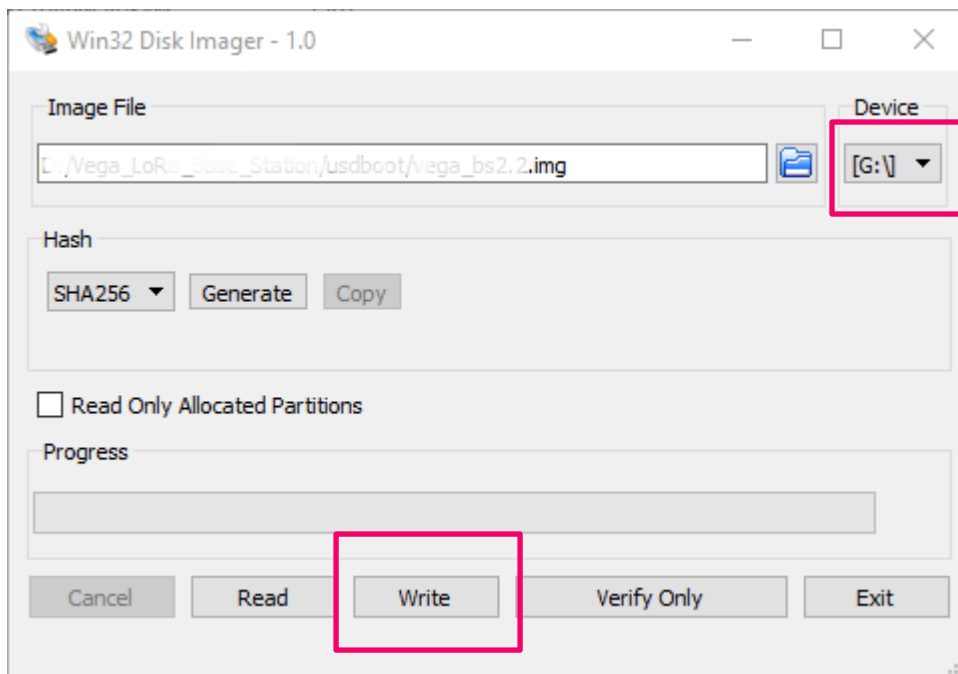 Win32 Disk Imager - 1.0
Image File
Device
D:/Vega_LoRa_Base_Station/usdboot/vega_bs2.2.img
[G:\]
Hash
SHA256
Generate
Copy
Read Only Allocated Partitions
Progress
Cancel
Read
Write
Verify Only
Exit